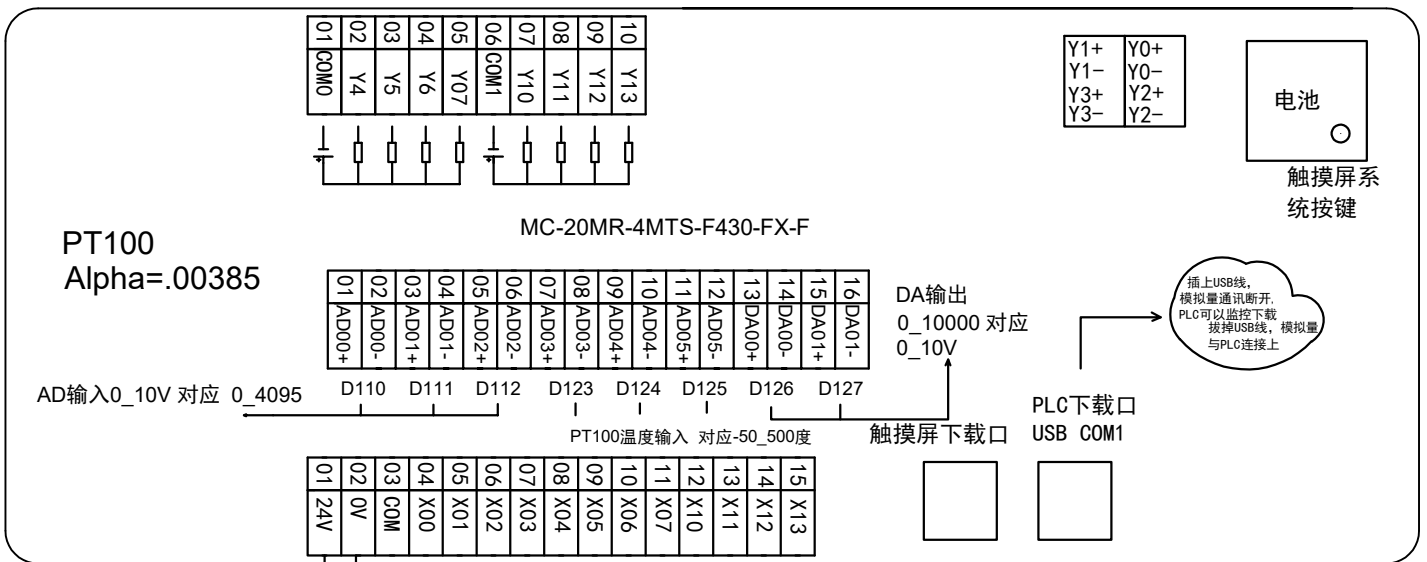 01 02 03 04 05 06 07 08 09 10
COM0 Y4 Y5 Y6 Y07 COM1 Y10 Y11 Y12 Y13
Y1+ Y0+
Y1- Y0-
Y3+ Y2+
Y3- Y2-
电池
触摸屏系
统按键
MC-20MR-4MTS-F430-FX-F
PT100
Alpha=.00385
01 02 03 04 05 06 07 08 09 10 11 12 13 14 15 16
AD00+ AD00- AD01+ AD01- AD02+ AD02- AD03+ AD03- AD04+ AD04- AD05+ AD05- DA00+ DA00- DA01+ DA01-
DA输出
0_10000 对应
0_10V
插上USB线,
模拟量通讯断开,
PLC可以监控下载
拔掉USB线, 模拟量
与PLC连接上
AD输入0_10V 对应 0_4095
D110 D111 D112 D123 D124 D125 D126 D127
PT100温度输入 对应-50_500度
触摸屏下载口
PLC下载口
USB COM1
01 02 03 04 05 06 07 08 09 10 11 12 13 14 15
24V 0V COM X00 X01 X02 X03 X04 X05 X06 X07 X10 X11 X12 X13